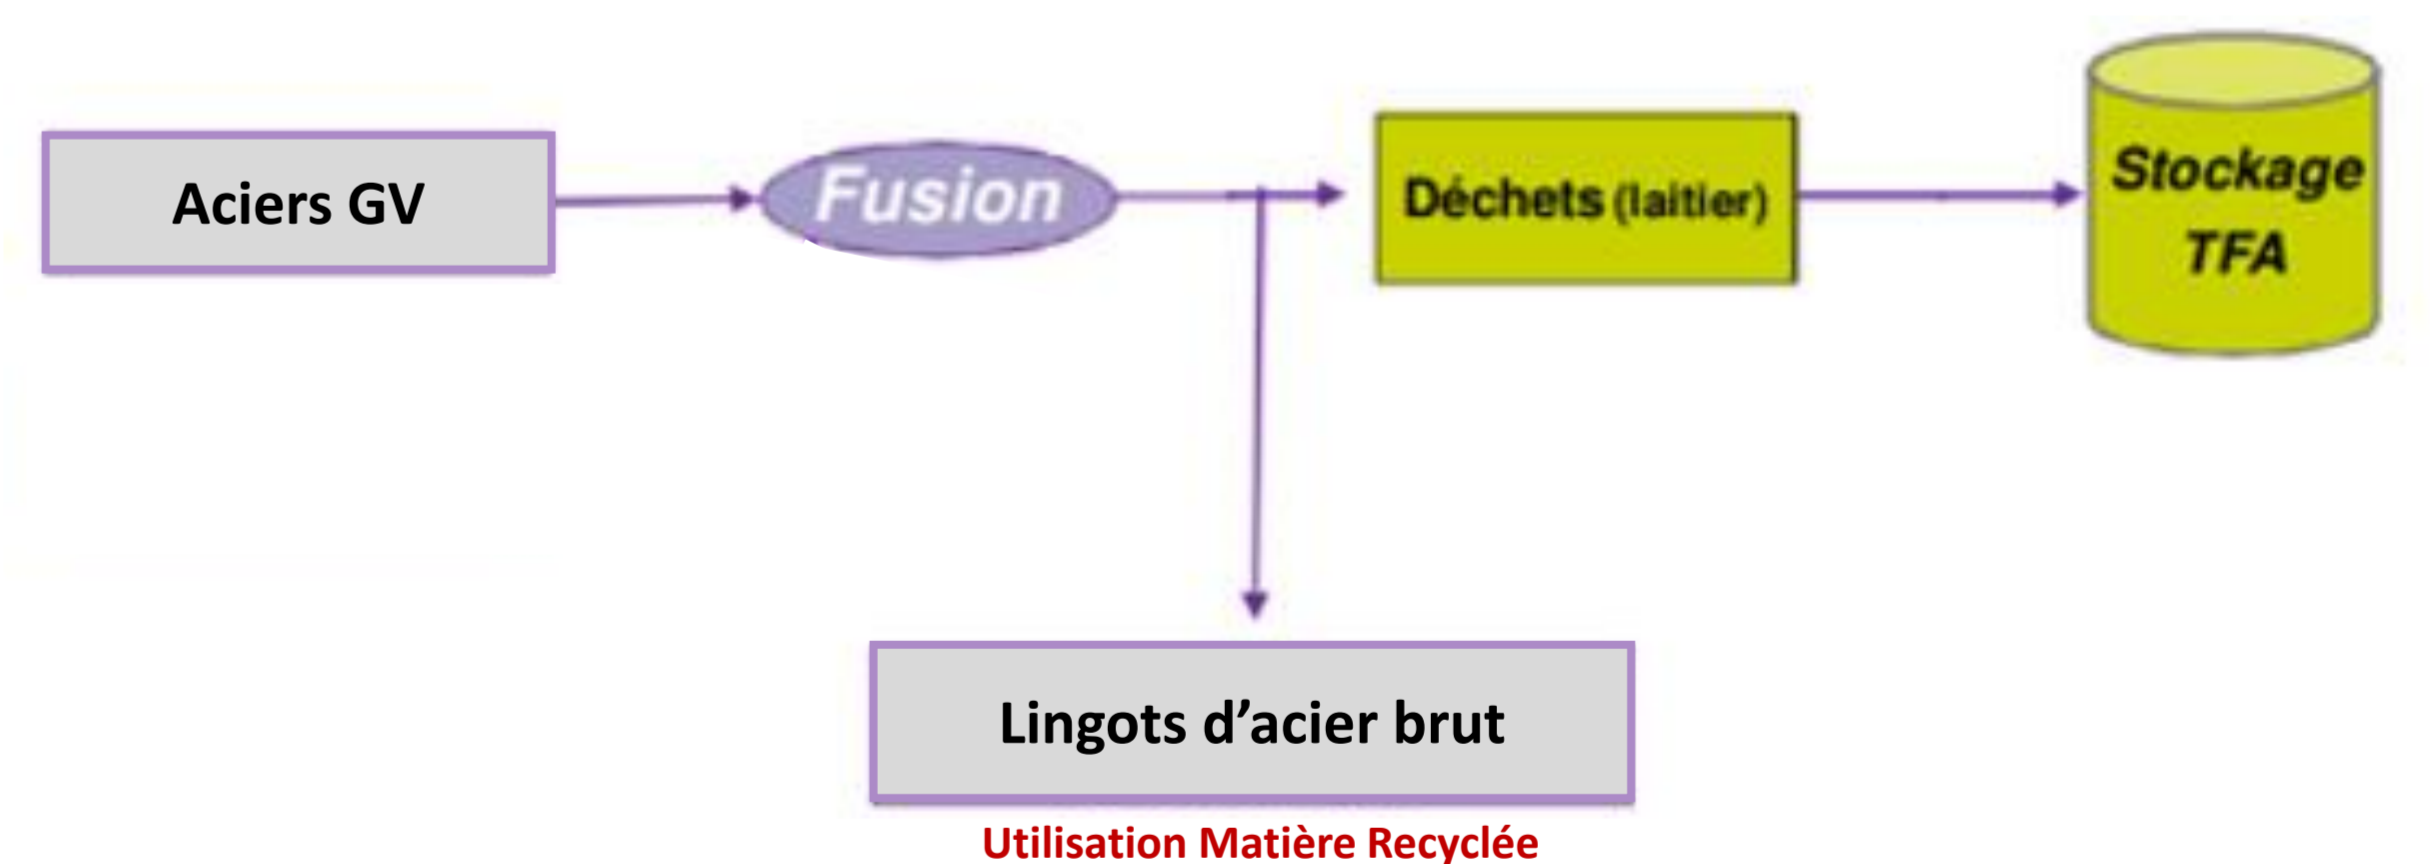 Aciers GV
Fusion
Déchets (laitier)
Stockage
TFA
Lingots d’acier brut
Utilisation Matière Recyclée